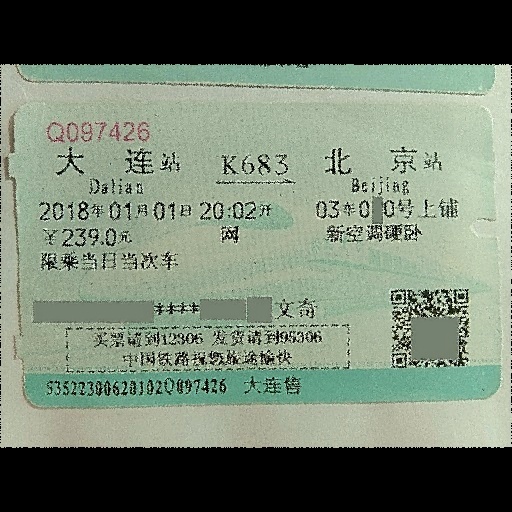 Q097426
大连站 K683 北京站
Dalian Beijing
2018年01月01日20:02开 03车0 0号上铺
￥239.0元 网 新空调硬卧
限乘当日当次车
**** 文奇
买票请到12306 发货请到95306
中国铁路祝您旅途愉快
53522300620102Q097426 大连售